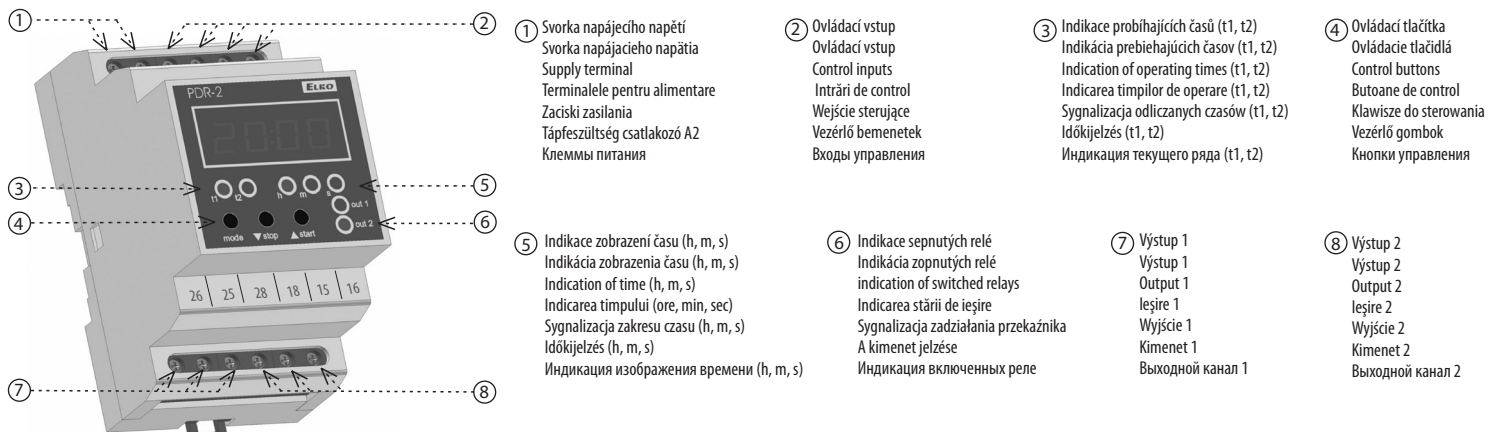 1 Svorka napájecího napětí
Svorka napájacieho napätia
Supply terminal
Terminalele pentru alimentare
Zaciski zasilania
Tápfeszültség csatlakozó A2
Клеммы питания
2 Ovládací vstup
Ovládací vstup
Control inputs
Intrări de control
Wejście sterujące
Vezérlő bemenetek
Входы управления
3 Indikace probíhajících časů (t1, t2)
Indikácia prebiehajúcich časov (t1, t2)
Indication of operating times (t1, t2)
Indicarea timpilor de operare (t1, t2)
Sygnalizacja odliczanych czasów (t1, t2)
Időkijelzés (t1, t2)
Индикация текущего ряда (t1, t2)
4 Ovládací tlačítka
Ovládacie tlačidlá
Control buttons
Butoane de control
Klawisze do sterowania
Vezérlő gombok
Кнопки управления
5 Indikace zobrazení času (h, m, s)
Indikácia zobrazenia času (h, m, s)
Indication of time (h, m, s)
Indicarea timpului (ore, min, sec)
Sygnalizacja zakresu czasu (h, m, s)
Időkijelzés (h, m, s)
Индикация изображения времени (h, m, s)
6 Indikace sepnutých relé
Indikácia zopnutých relé
indication of switched relays
Indicarea stării de ieşire
Sygnalizacja zadziałania przekaźnika
A kimenet jelzése
Индикация включенных реле
7 Výstup 1
Výstup 1
Output 1
Ieşire 1
Wyjście 1
Kimenet 1
Выходной канал 1
8 Výstup 2
Výstup 2
Output 2
Ieşire 2
Wyjście 2
Kimenet 2
Выходной канал 2
1
2
PDR-2 ELKO
20:00
3
t1 t2 h m s
5
out 1
4
out 2
6
mode ▼ stop ▲ start
26 25 28 18 15 16
7
8